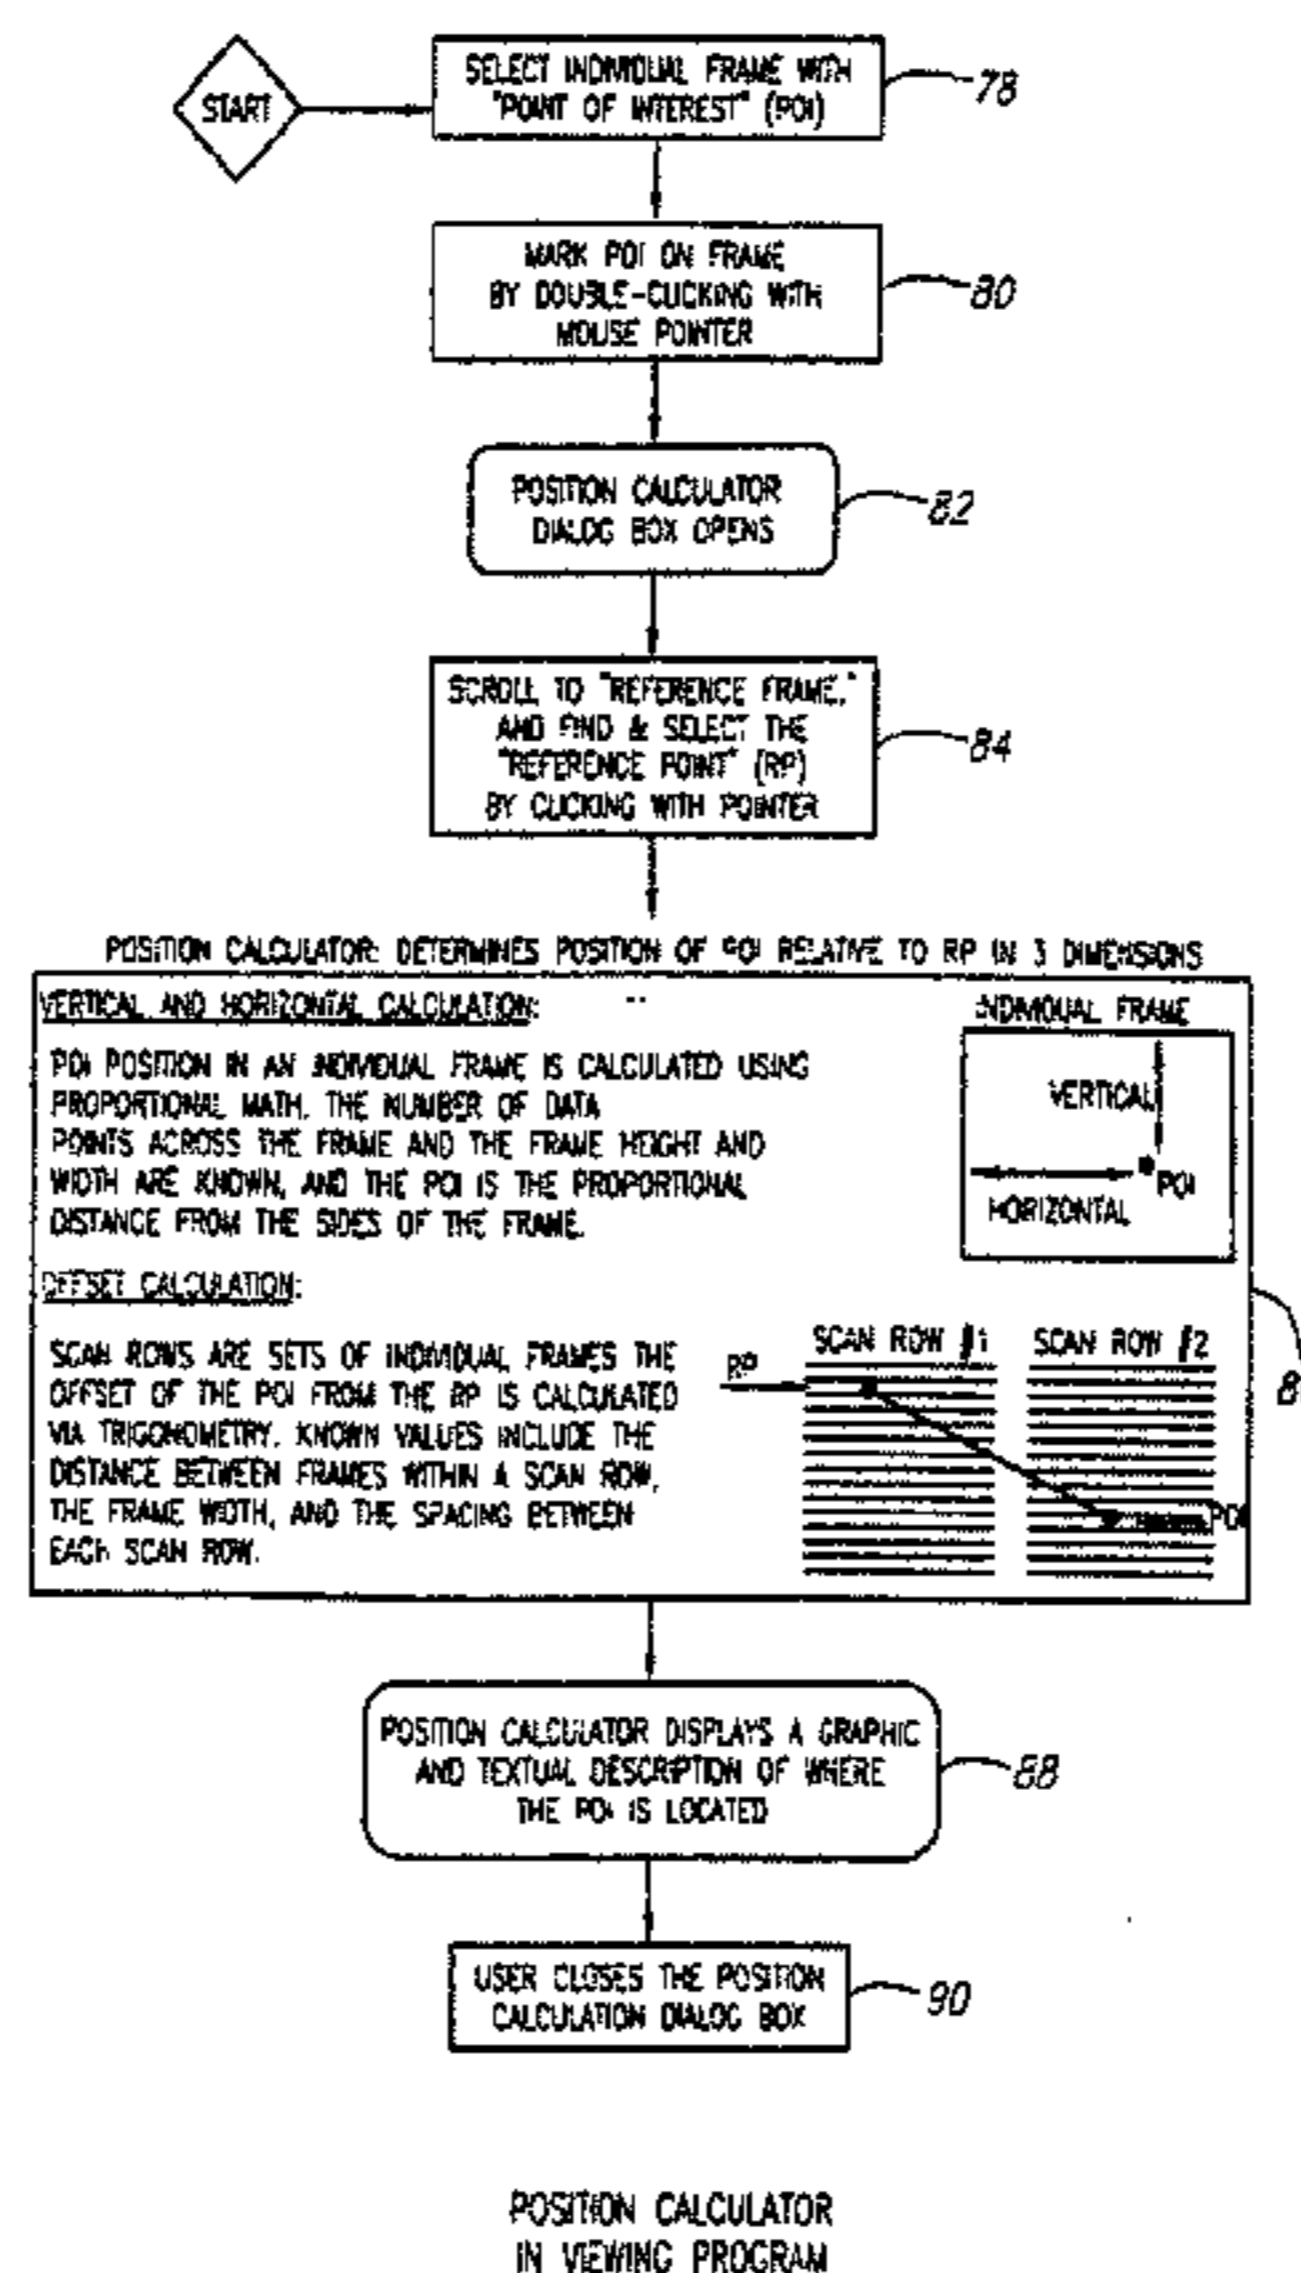 START
SELECT INDIVIDUAL FRAME WITH
"POINT OF INTEREST" (POI)
78
MARK POI ON FRAME
BY DOUBLE-CLICKING WITH
MOUSE POINTER
80
POSITION CALCULATOR
DIALOG BOX OPENS
82
SCROLL TO "REFERENCE FRAME,"
AND FIND & SELECT THE
"REFERENCE POINT" (RP)
BY CLICKING WITH POINTER
84
POSITION CALCULATOR: DETERMINES POSITION OF POI RELATIVE TO RP IN 3 DIMENSIONS
VERTICAL AND HORIZONTAL CALCULATION:
POI POSITION IN AN INDIVIDUAL FRAME IS CALCULATED USING
PROPORTIONAL MATH. THE NUMBER OF DATA
POINTS ACROSS THE FRAME AND THE FRAME HEIGHT AND
WIDTH ARE KNOWN, AND THE POI IS THE PROPORTIONAL
DISTANCE FROM THE SIDES OF THE FRAME.
INDIVIDUAL FRAME
VERTICAL
POI
HORIZONTAL
OFFSET CALCULATION:
SCAN ROWS ARE SETS OF INDIVIDUAL FRAMES THE
OFFSET OF THE POI FROM THE RP IS CALCULATED
VIA TRIGONOMETRY. KNOWN VALUES INCLUDE THE
DISTANCE BETWEEN FRAMES WITHIN A SCAN ROW,
THE FRAME WIDTH, AND THE SPACING BETWEEN
EACH SCAN ROW.
SCAN ROW #1
SCAN ROW #2
RP
POI
8
POSITION CALCULATOR DISPLAYS A GRAPHIC
AND TEXTUAL DESCRIPTION OF WHERE
THE POI IS LOCATED
88
USER CLOSES THE POSITION
CALCULATION DIALOG BOX
90
POSITION CALCULATOR
IN VIEWING PROGRAM